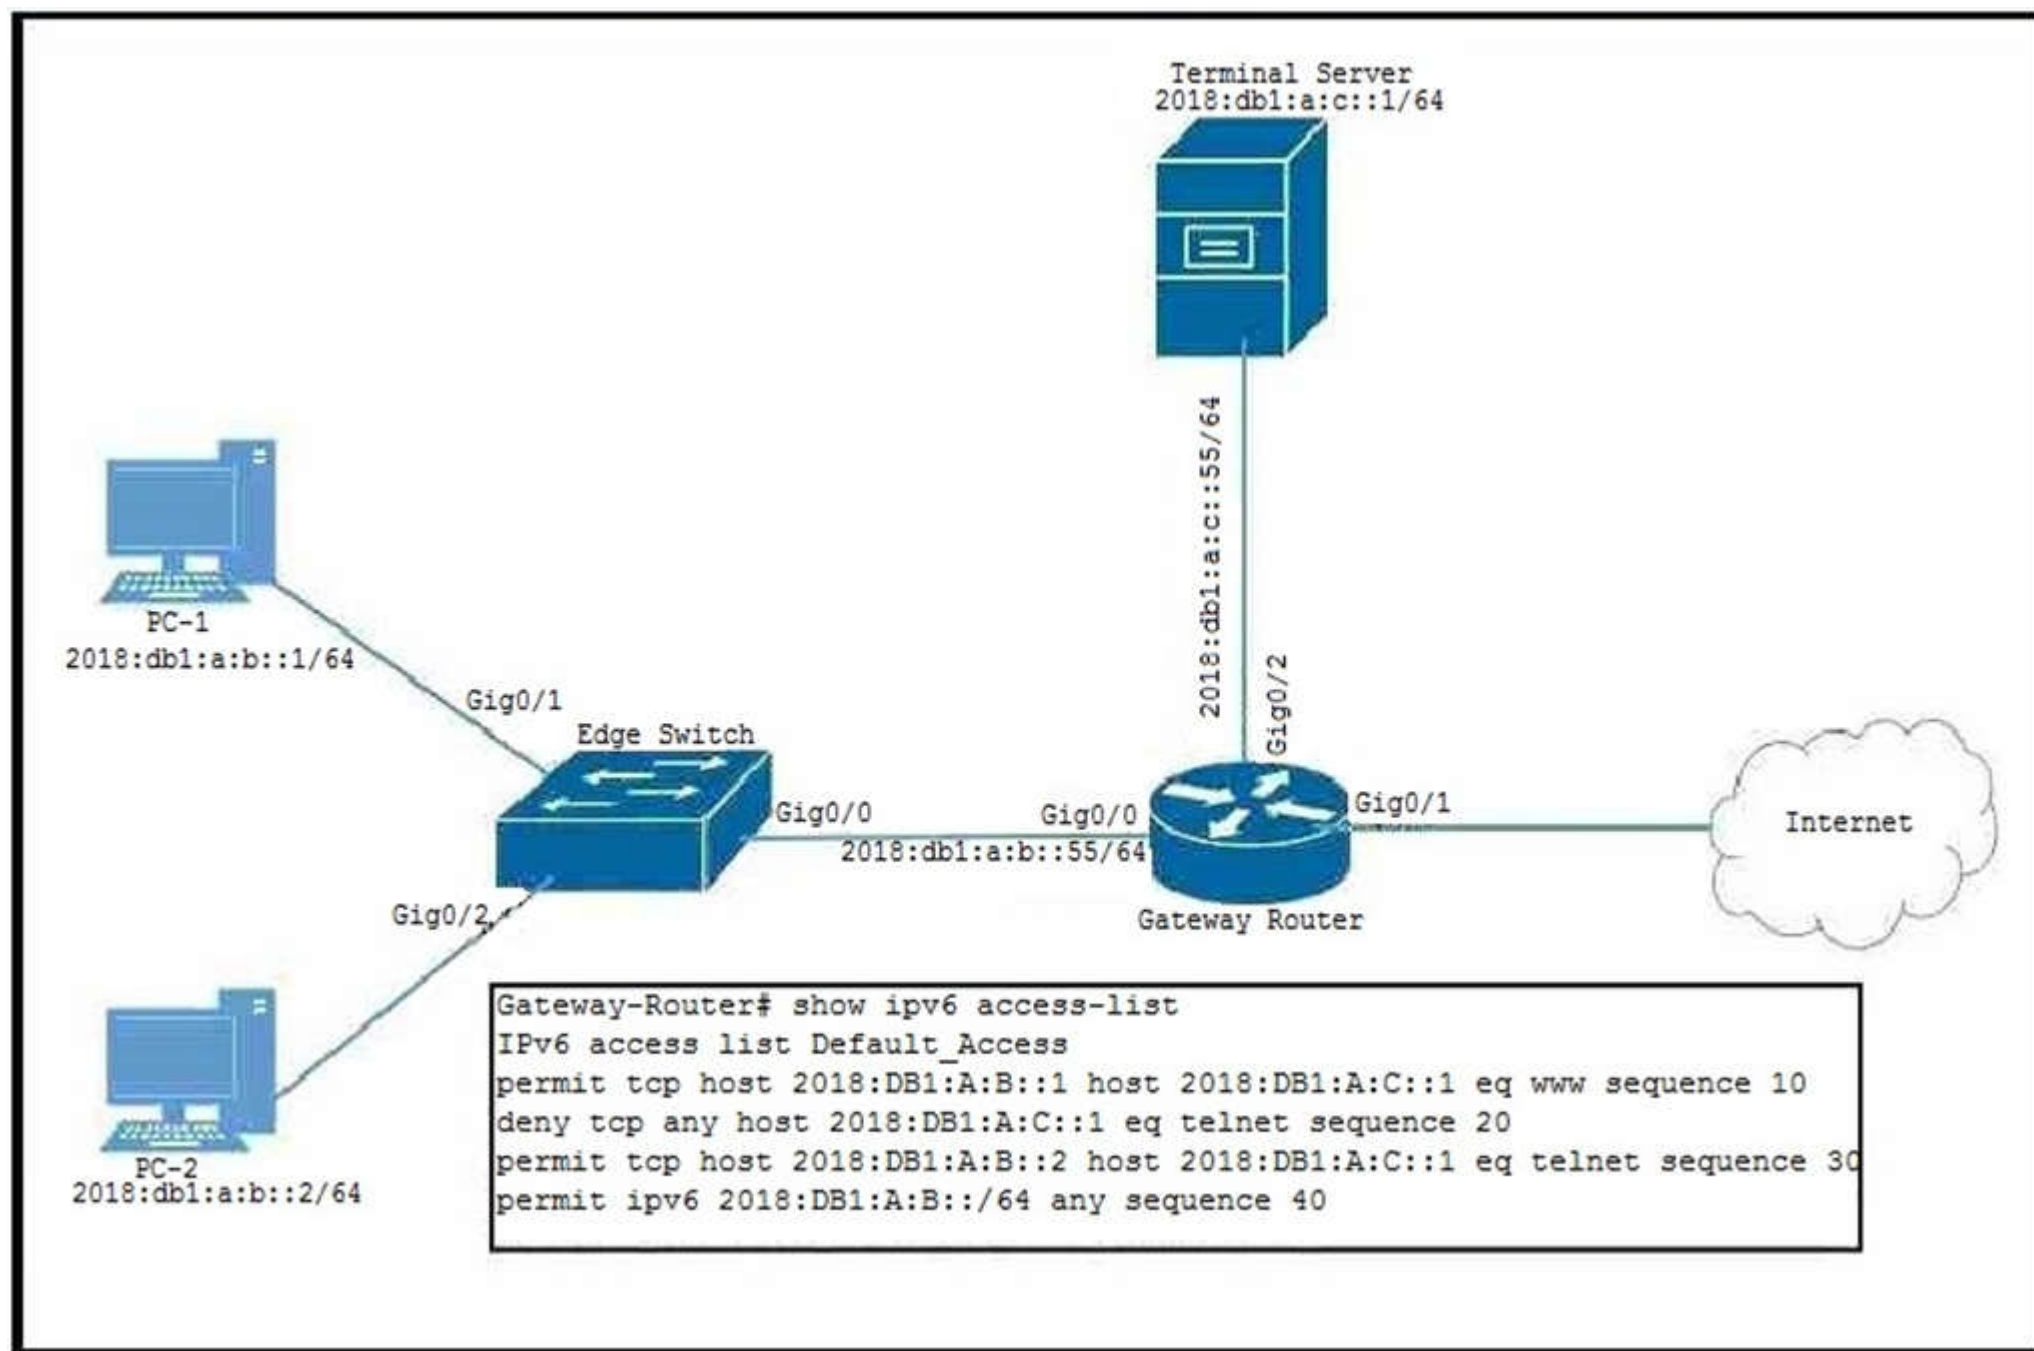 Terminal Server
2018:db1:a:c::1/64
2018:db1:a:c::55/64
Gig0/2
PC-1
2018:db1:a:b::1/64
Gig0/1
Edge Switch
Gig0/0
Gig0/0
2018:db1:a:b::55/64
Gig0/1
Internet
Gateway Router
Gig0/2
PC-2
2018:db1:a:b::2/64
Gateway-Router# show ipv6 access-list
IPv6 access list Default_Access
permit tcp host 2018:DB1:A:B::1 host 2018:DB1:A:C::1 eq www sequence 10
deny tcp any host 2018:DB1:A:C::1 eq telnet sequence 20
permit tcp host 2018:DB1:A:B::2 host 2018:DB1:A:C::1 eq telnet sequence 30
permit ipv6 2018:DB1:A:B::/64 any sequence 40